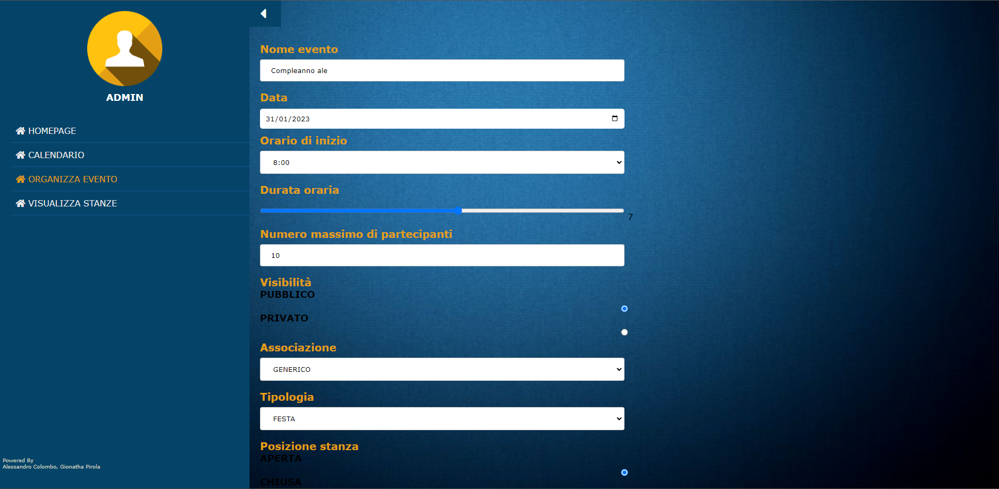 ADMIN
HOMEPAGE
CALENDARIO
ORGANIZZA EVENTO
VISUALIZZA STANZE
Powered By
Alessandro Colombo, Gionatha Pirola
Nome evento
Compleanno ale
Data
31/01/2023
Orario di inizio
8:00
Durata oraria
7
Numero massimo di partecipanti
10
Visibilità
PUBBLICO
PRIVATO
Associazione
GENERICO
Tipologia
FESTA
Posizione stanza
APERTA
CHIUSA